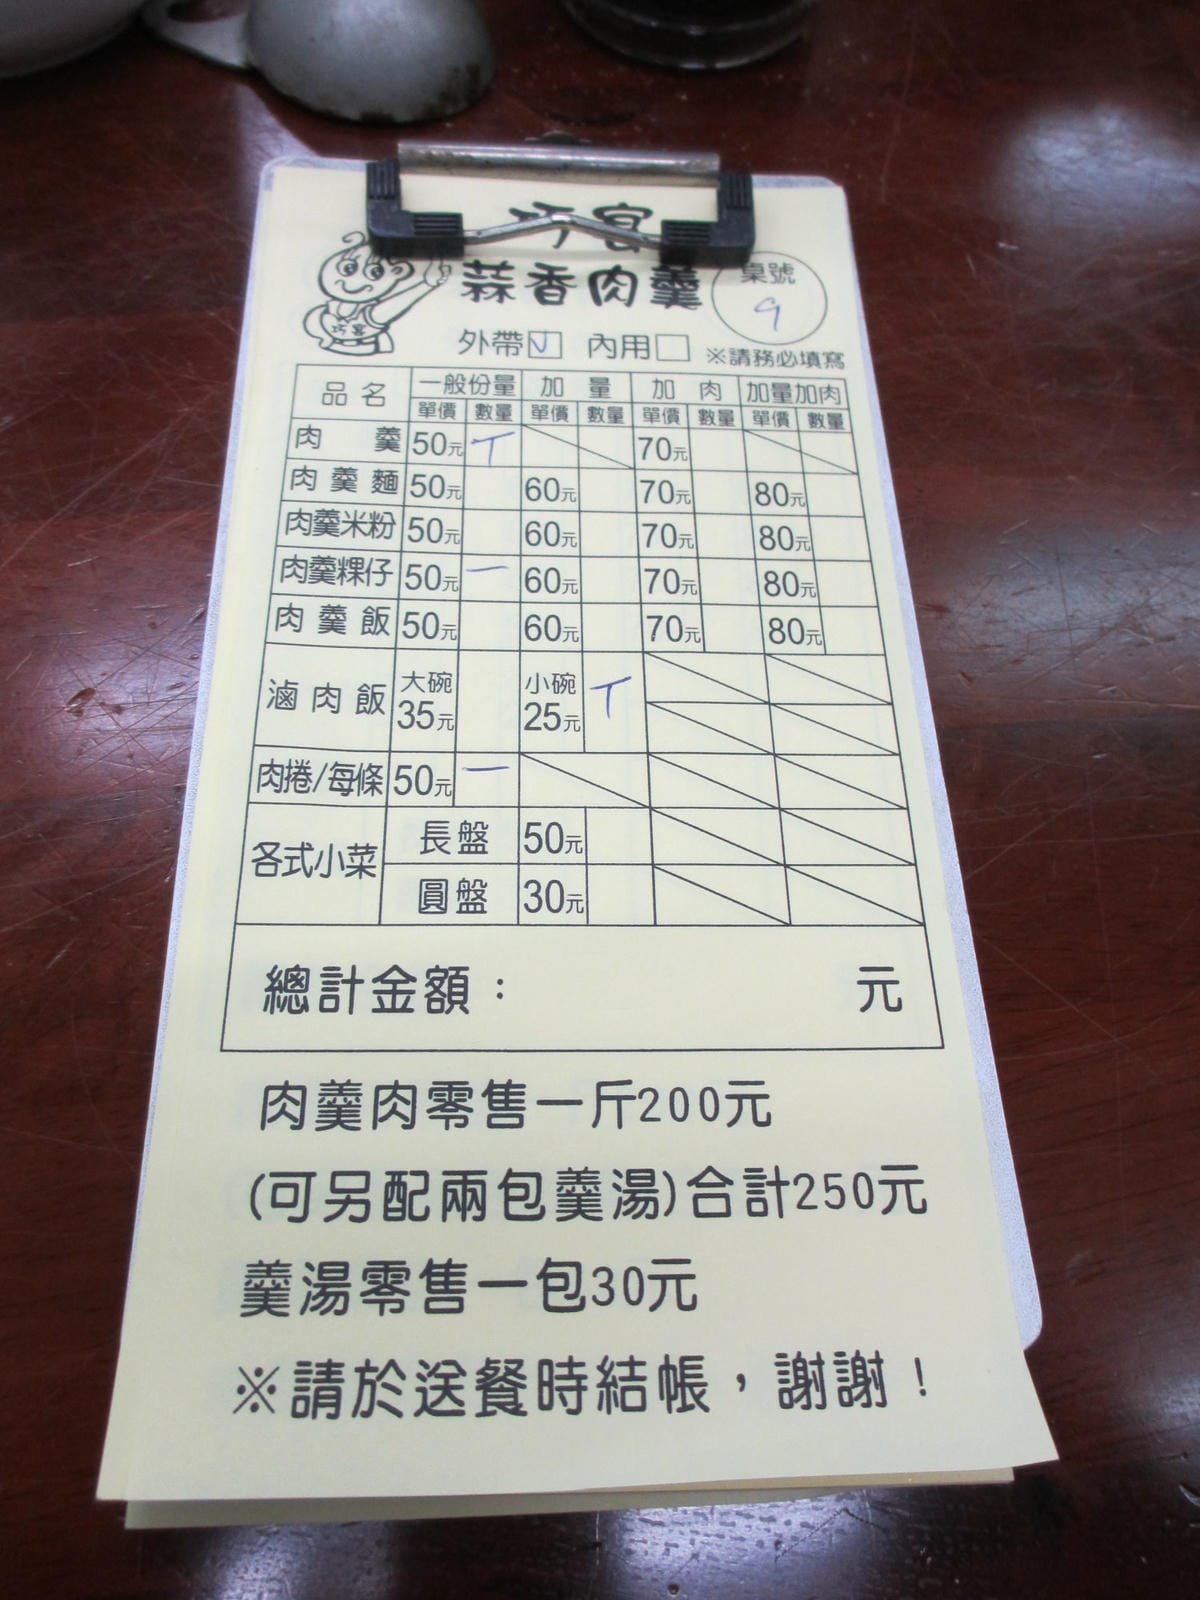 巧宴
蒜香肉羹
桌號
9
巧宴
外帶☑ 內用□ ※請務必填寫
品名 一般份量 加量 加肉 加量加肉
單價 數量 單價 數量 單價 數量 單價 數量
肉羹 50元 T 70元
肉羹麵 50元 60元 70元 80元
肉羹米粉 50元 60元 70元 80元
肉羹粿仔 50元 一 60元 70元 80元
肉羹飯 50元 60元 70元 80元
滷肉飯 大碗 35元 小碗 25元 T
肉捲/每條 50元 一
各式小菜 長盤 50元
圓盤 30元
總計金額： 元
肉羹肉零售一斤200元
(可另配兩包羹湯)合計250元
羹湯零售一包30元
※請於送餐時結帳，謝謝！